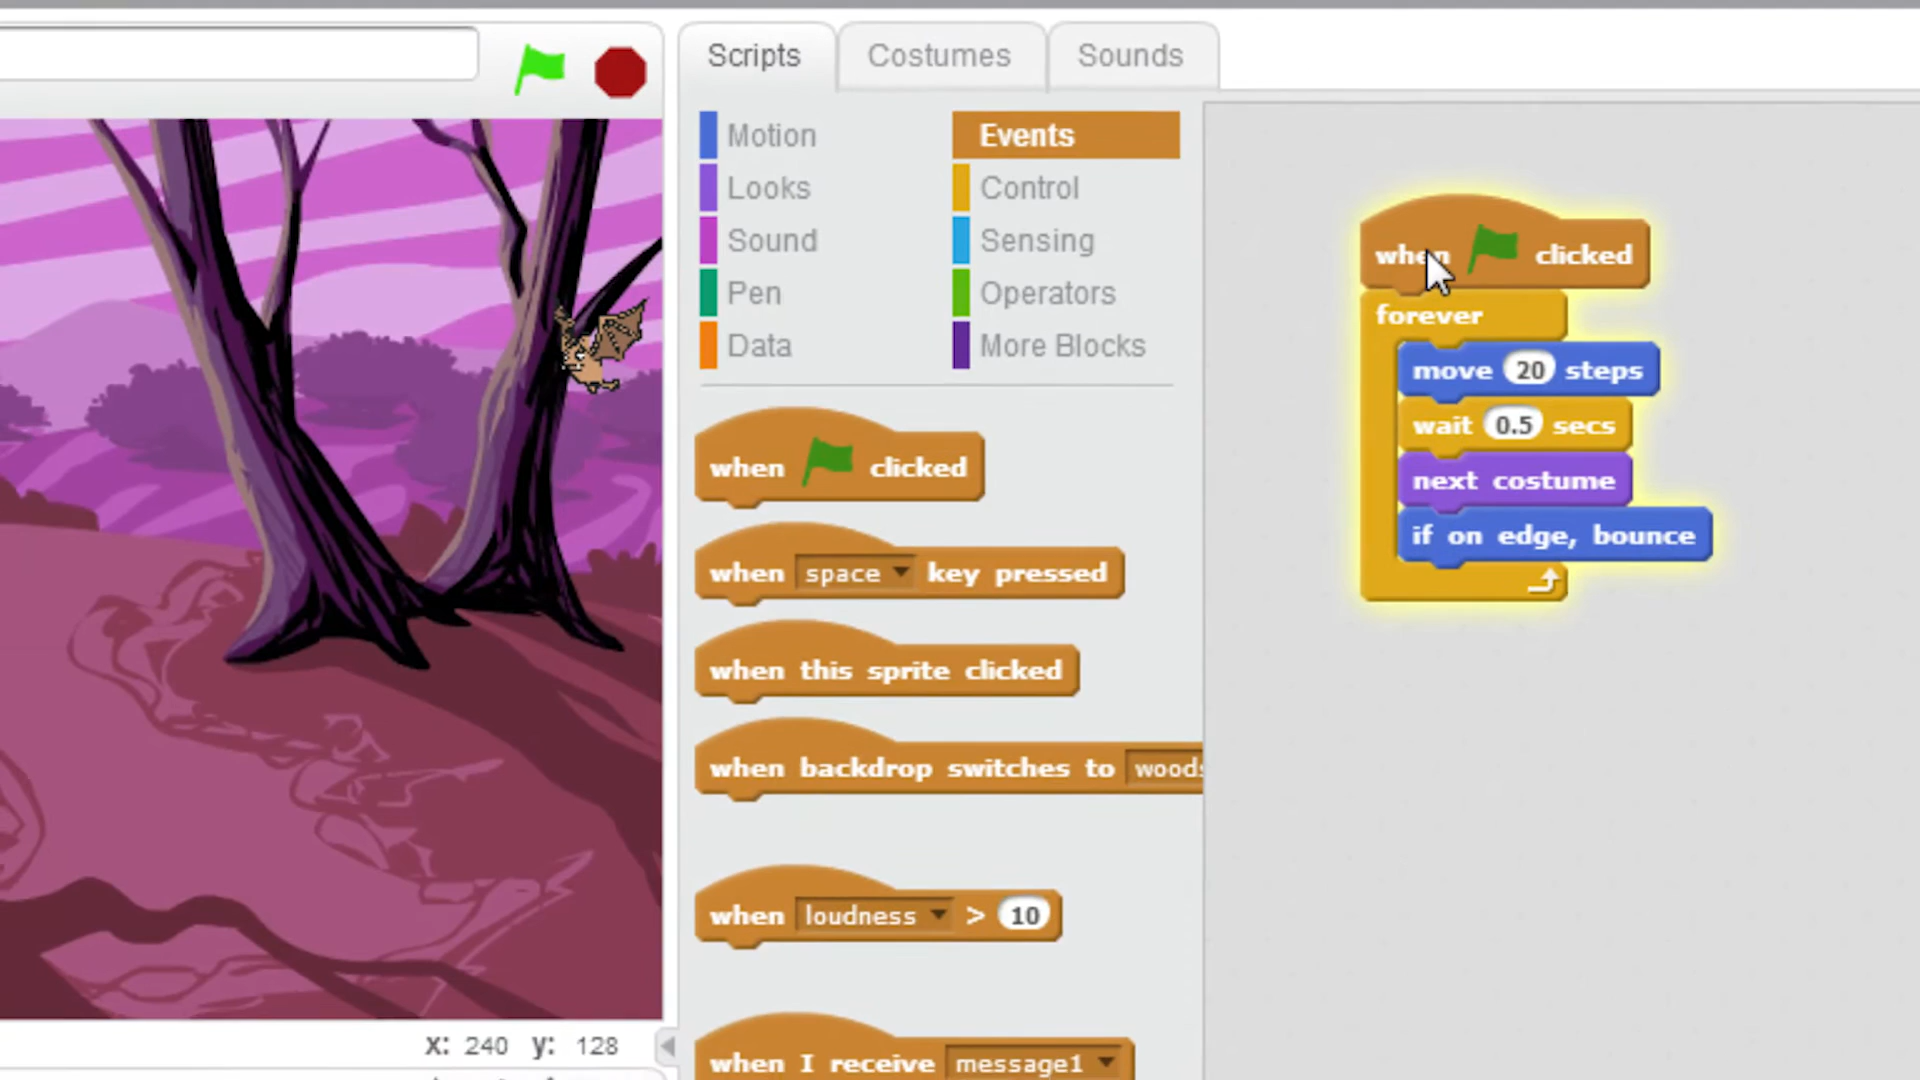 Scripts
Costumes
Sounds
Motion
Events
Looks
Control
Sound
Sensing
Pen
Operators
Data
More Blocks
when clicked
when space key pressed
when this sprite clicked
when backdrop switches to woods
when loudness > 10
when I receive message1
when clicked
forever
move 20 steps
wait 0.5 secs
next costume
if on edge, bounce
x: 240 y: 128